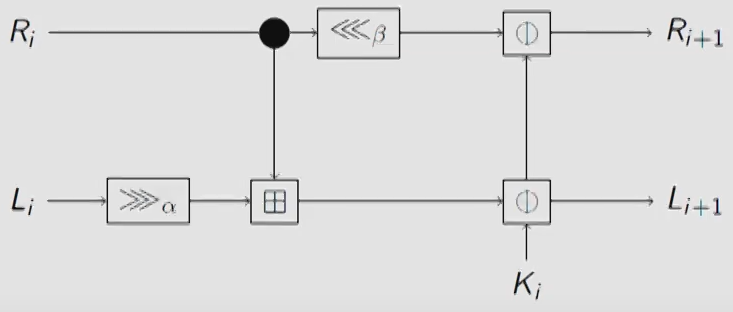 R_i ⋘_β ⦶ R_{i+1}
L_i ⋙_α ⊞ ⦶ L_{i+1}
K_i